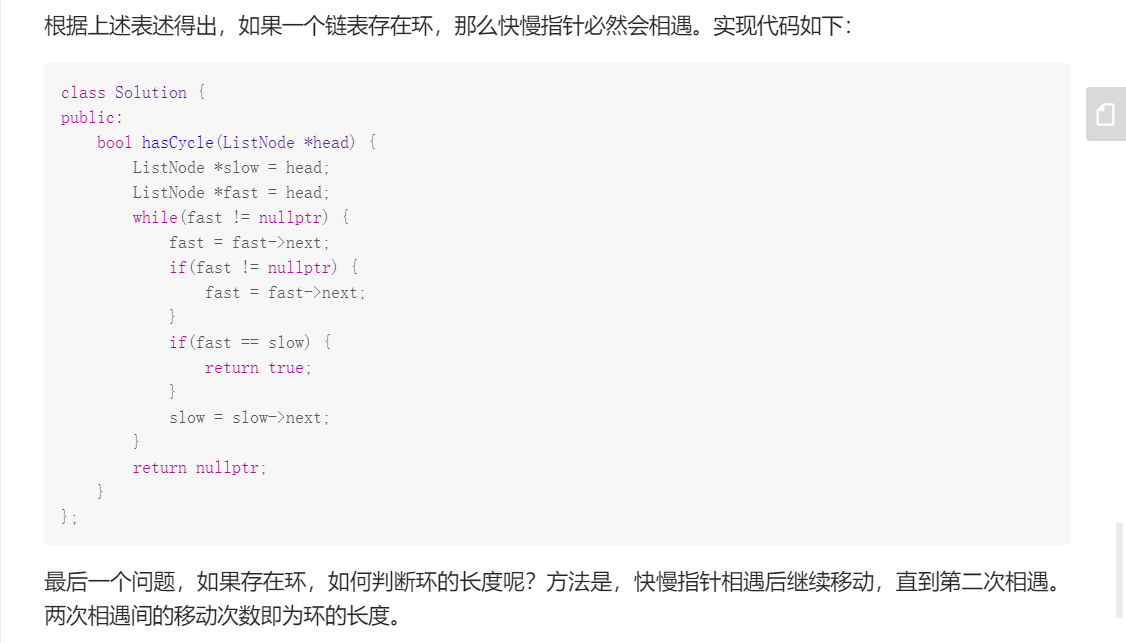 根据上述表述得出，如果一个链表存在环，那么快慢指针必然会相遇。实现代码如下：
class Solution {
public:
    bool hasCycle(ListNode *head) {
        ListNode *slow = head;
        ListNode *fast = head;
        while(fast != nullptr) {
            fast = fast->next;
            if(fast != nullptr) {
                fast = fast->next;
            }
            if(fast == slow) {
                return true;
            }
            slow = slow->next;
        }
        return nullptr;
    }
};
最后一个问题，如果存在环，如何判断环的长度呢？方法是，快慢指针相遇后继续移动，直到第二次相遇。
两次相遇间的移动次数即为环的长度。